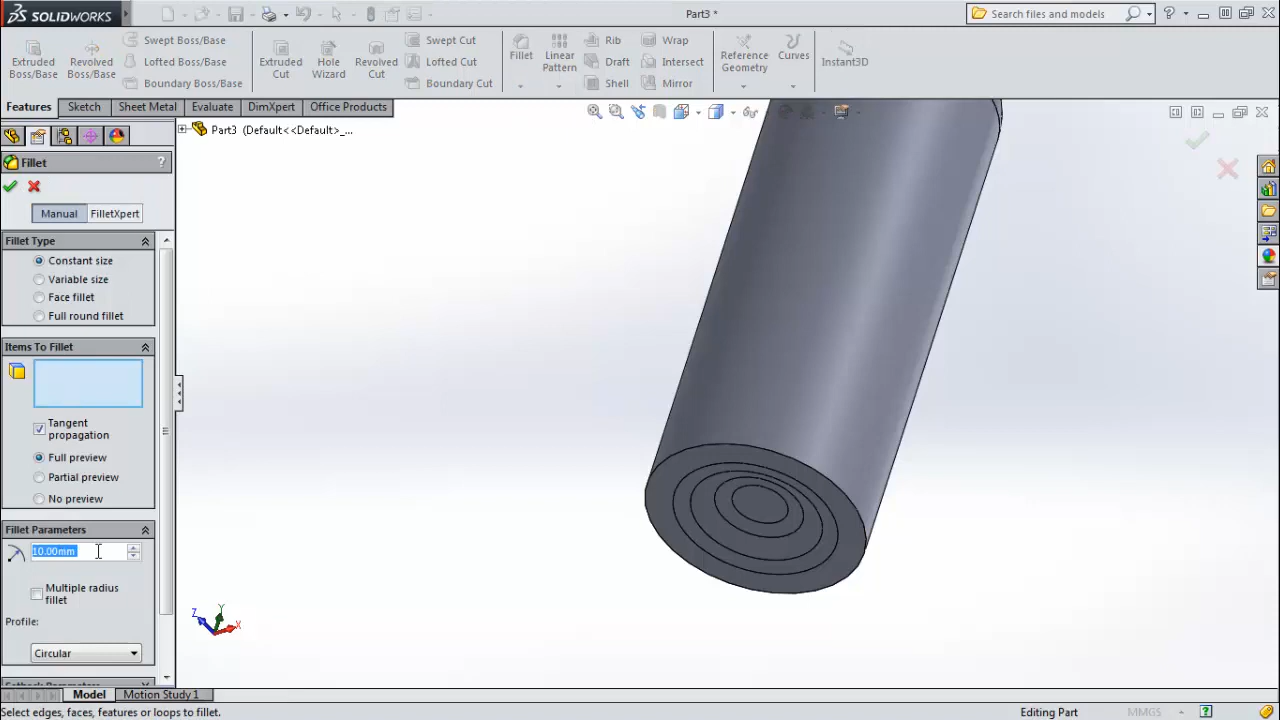 SOLIDWORKS
Part3 *
Search files and models
Extruded Boss/Base
Revolved Boss/Base
Swept Boss/Base
Lofted Boss/Base
Boundary Boss/Base
Extruded Cut
Hole Wizard
Revolved Cut
Swept Cut
Lofted Cut
Boundary Cut
Fillet
Linear Pattern
Rib
Draft
Shell
Wrap
Intersect
Mirror
Reference Geometry
Curves
Instant3D
Features
Sketch
Sheet Metal
Evaluate
DimXpert
Office Products
Part3 (Default<<Default>_...
Fillet
?
Manual
FilletXpert
Fillet Type
Constant size
Variable size
Face fillet
Full round fillet
Items To Fillet
Tangent
propagation
Full preview
Partial preview
No preview
Fillet Parameters
10.00mm
Multiple radius
fillet
Profile:
Circular
Y
Z
X
Model
Motion Study 1
Select edges, faces, features or loops to fillet.
Editing Part
MMGS
?